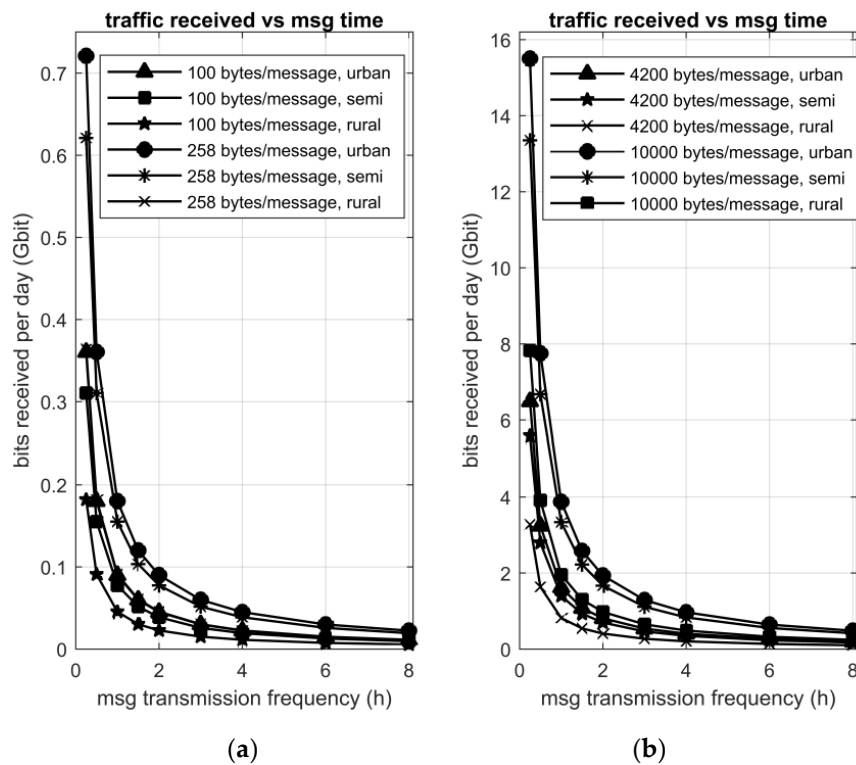 traffic received vs msg time
100 bytes/message, urban
100 bytes/message, semi
100 bytes/message, rural
258 bytes/message, urban
258 bytes/message, semi
258 bytes/message, rural
bits received per day (Gbit)
0.7
0.6
0.5
0.4
0.3
0.2
0.1
0
0 2 4 6 8
msg transmission frequency (h)
(a)
traffic received vs msg time
4200 bytes/message, urban
4200 bytes/message, semi
4200 bytes/message, rural
10000 bytes/message, urban
10000 bytes/message, semi
10000 bytes/message, rural
bits received per day (Gbit)
16
14
12
10
8
6
4
2
0
0 2 4 6 8
msg transmission frequency (h)
(b)